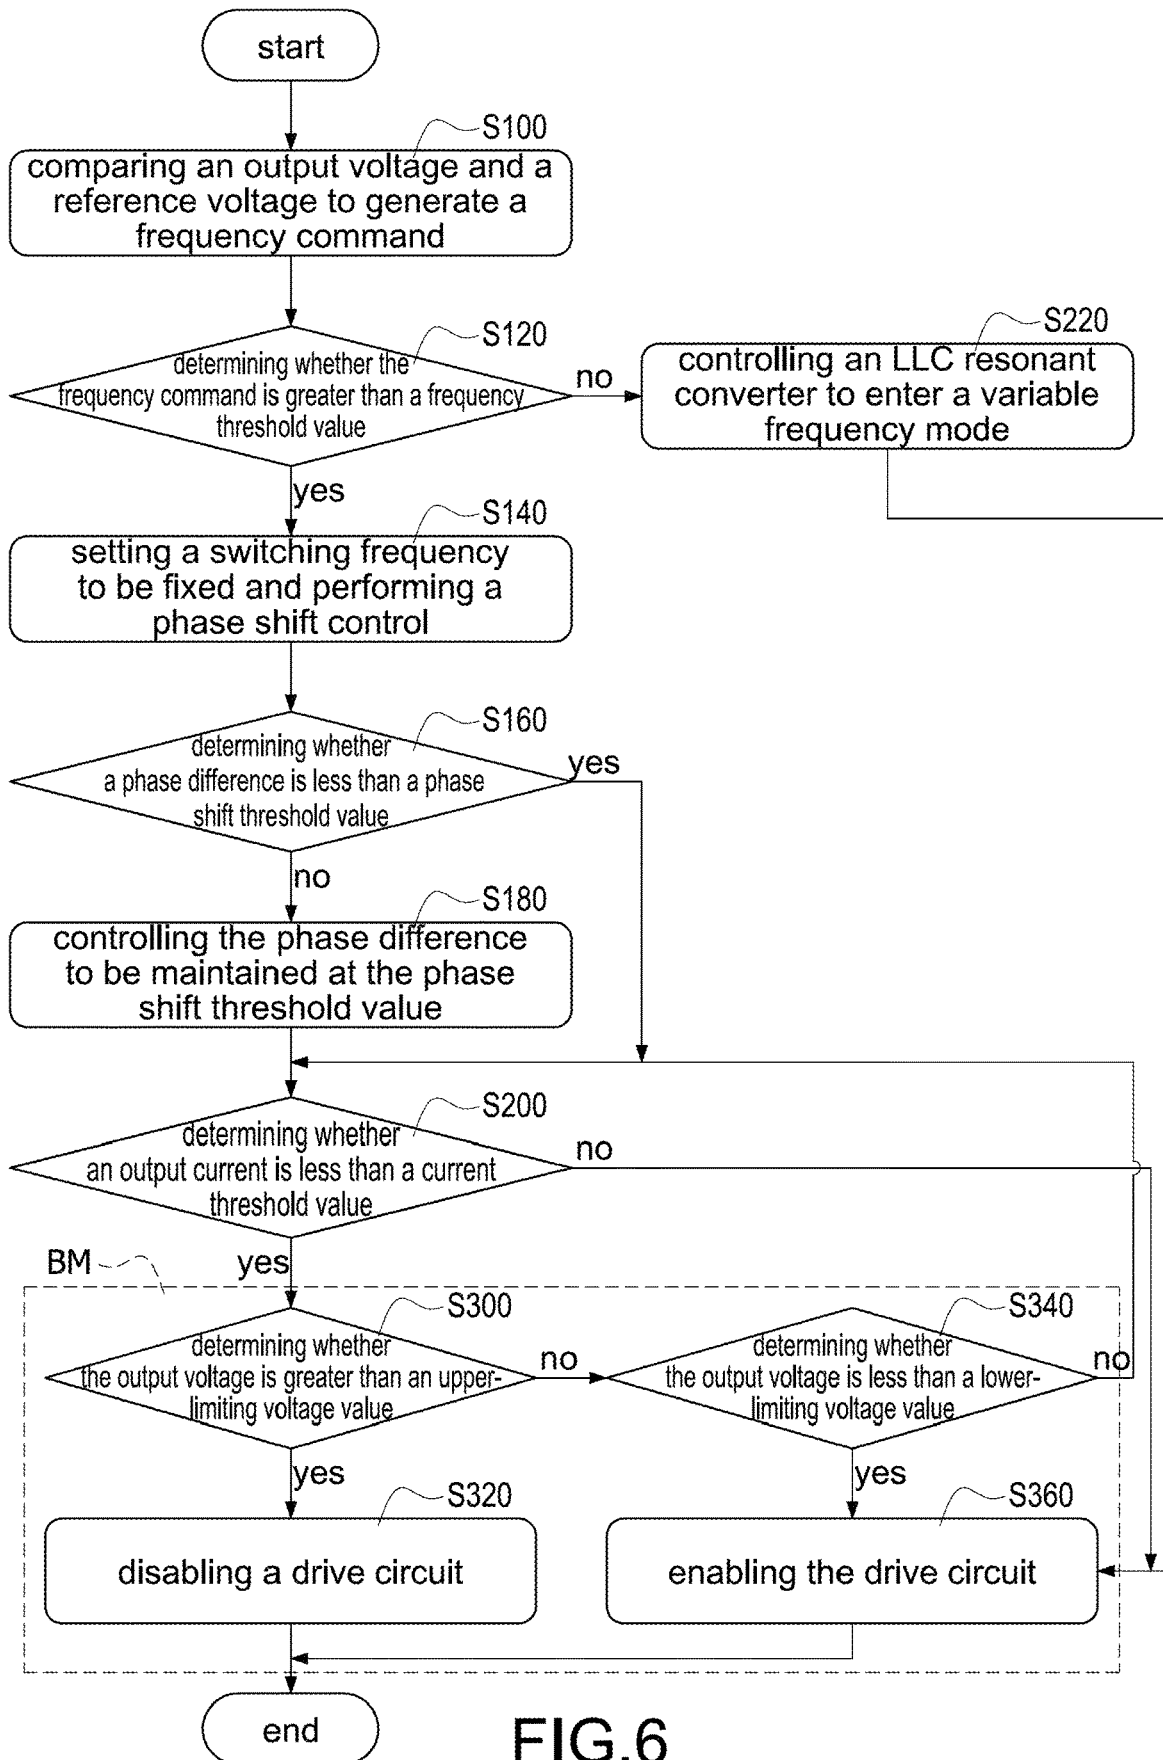 start
S100
comparing an output voltage and a
reference voltage to generate a
frequency command
S120
determining whether the
frequency command is greater than a frequency
threshold value
no
S220
controlling an LLC resonant
converter to enter a variable
frequency mode
yes
S140
setting a switching frequency
to be fixed and performing a
phase shift control
S160
determining whether
a phase difference is less than a phase
shift threshold value
yes
no
S180
controlling the phase difference
to be maintained at the phase
shift threshold value
S200
determining whether
an output current is less than a current
threshold value
no
yes
BM
S300
determining whether
the output voltage is greater than an upper-
limiting voltage value
no
S340
determining whether
the output voltage is less than a lower-
limiting voltage value
no
yes
S320
disabling a drive circuit
yes
S360
enabling the drive circuit
end
FIG.6